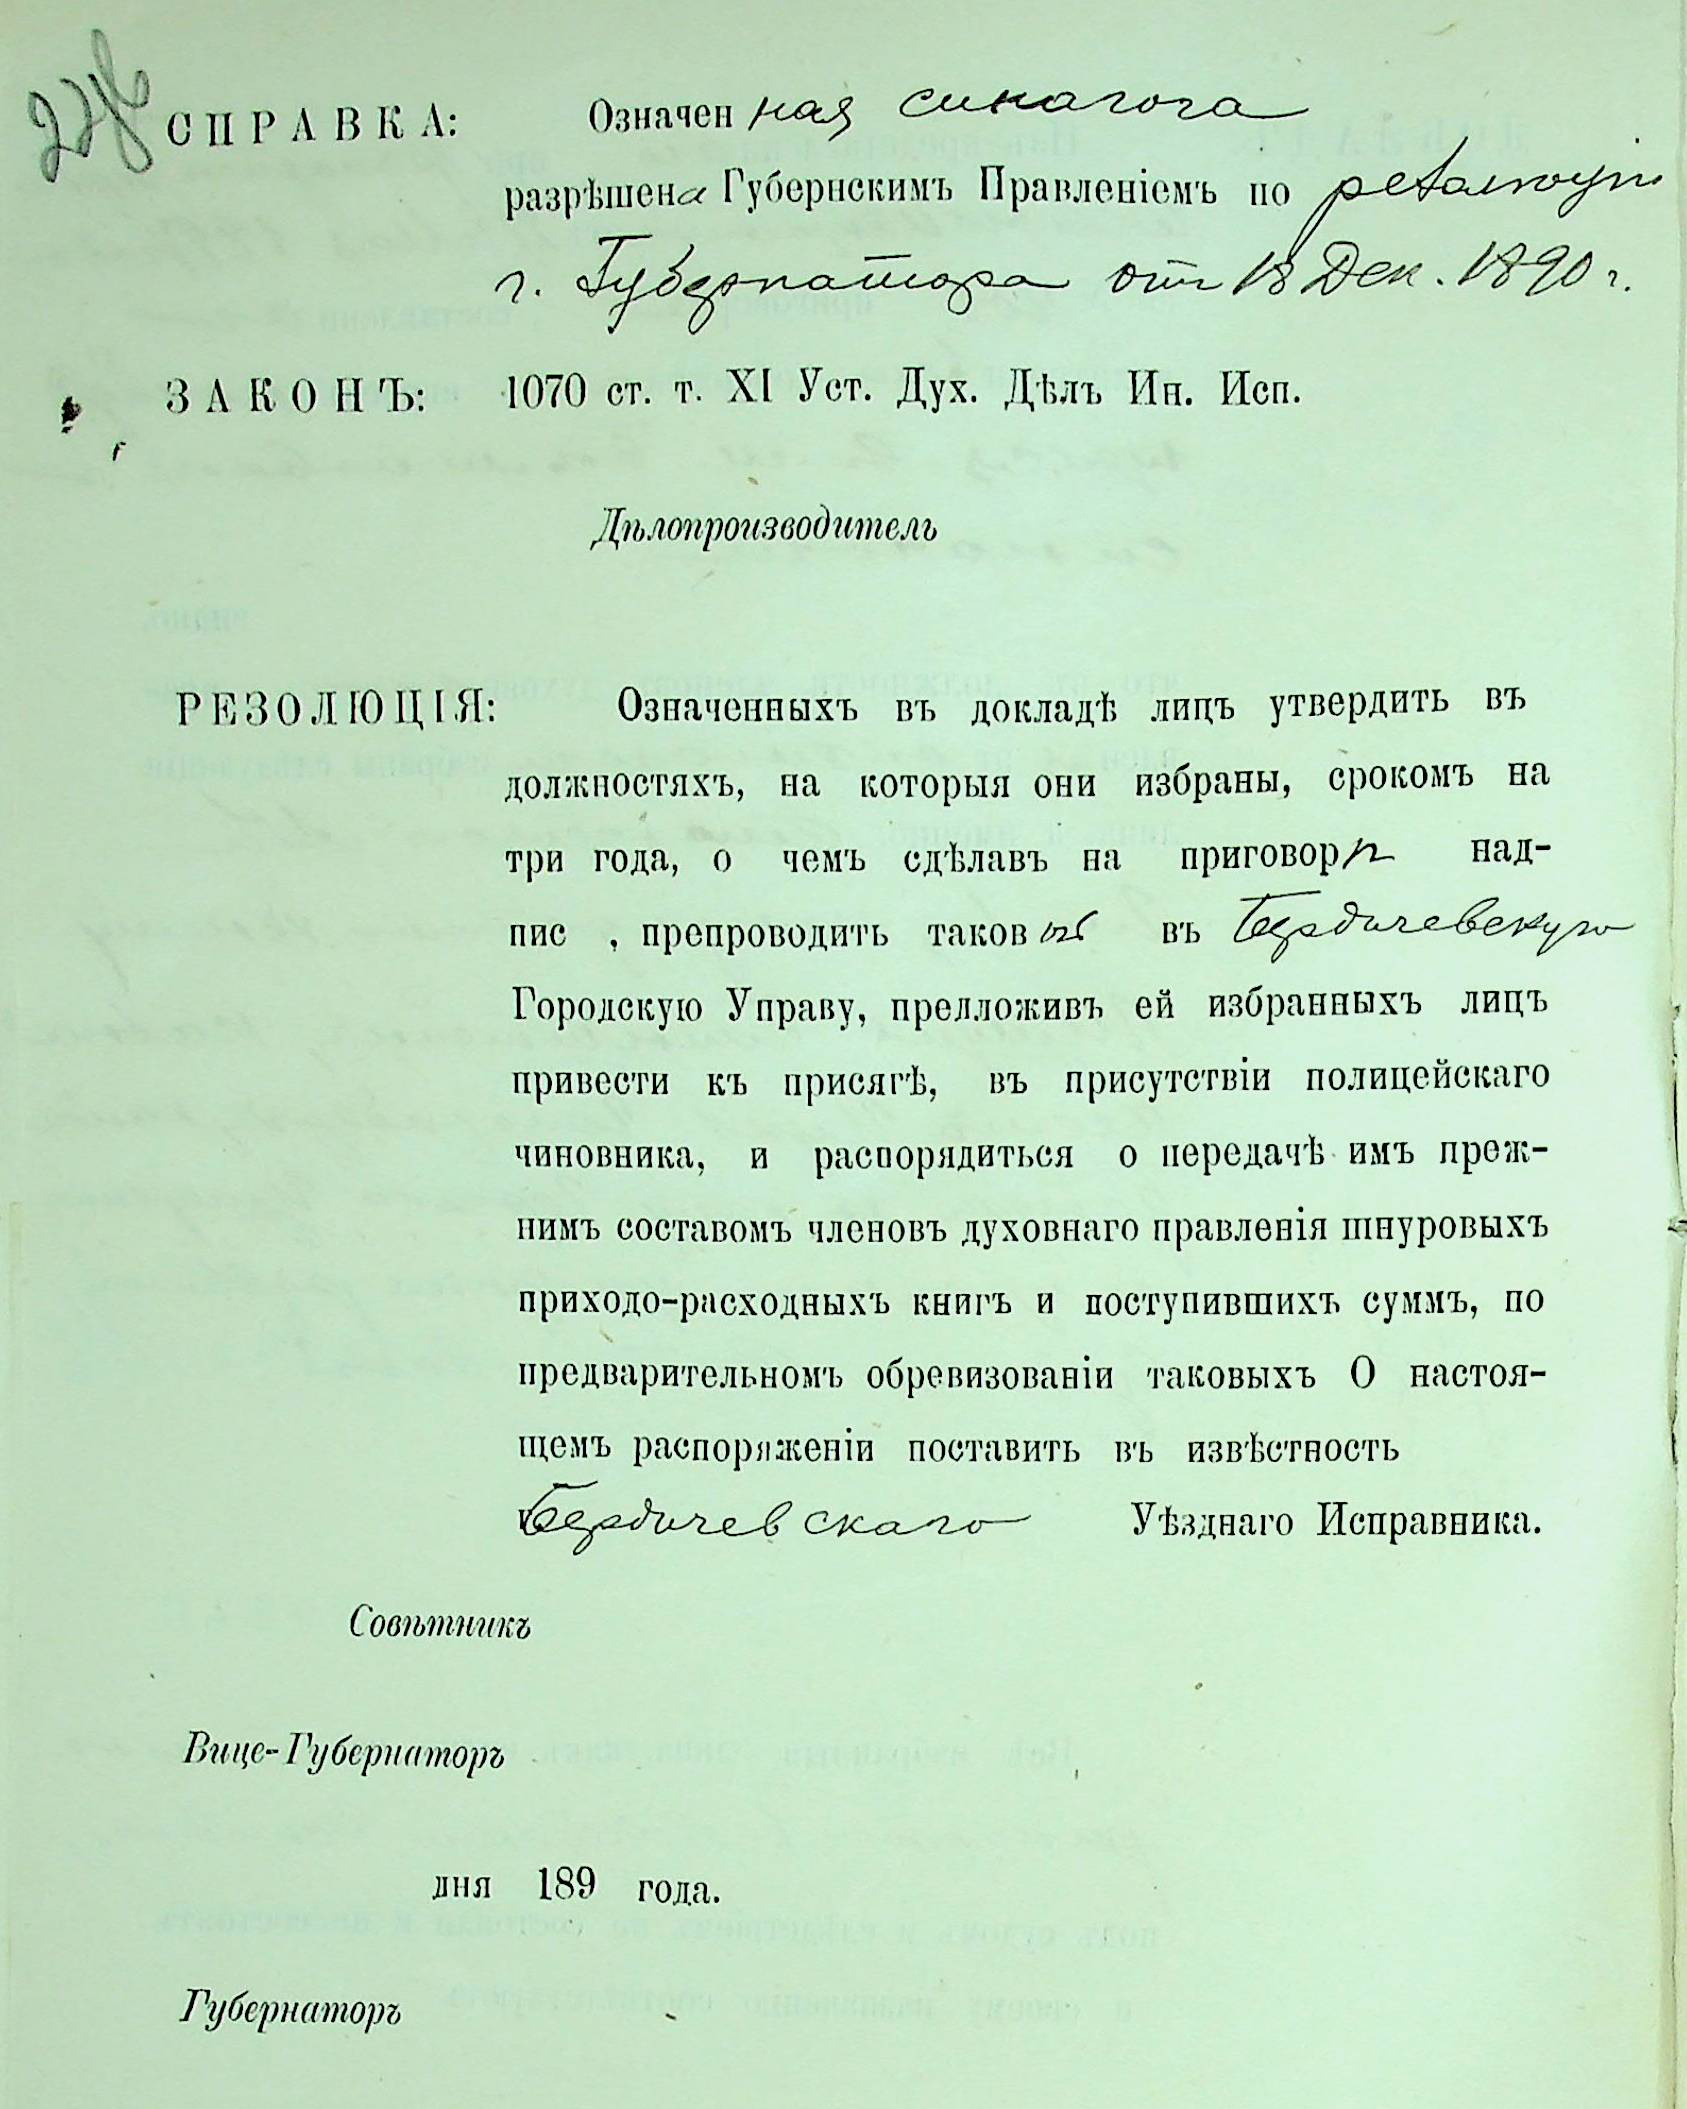 СПРАВКА: Означенная синагога
разрѣшена Губернскимъ Правленіемъ по резолюціи
г. Губернатора отъ 18 Дек. 1890 г.
ЗАКОНЪ: 1070 ст. т. XI Уст. Дух. Дѣлъ Ин. Исп.
Дѣлопроизводитель
РЕЗОЛЮЦІЯ: Означенныхъ въ докладѣ лицъ утвердить въ
должностяхъ, на которыя они избраны, срокомъ на
три года, о чемъ сдѣлавъ на приговорѣ над-
пис , препроводить таковой въ Бердичевскую
Городскую Управу, предложивъ ей избранныхъ лицъ
привести къ присягѣ, въ присутствіи полицейскаго
чиновника, и распорядиться о передачѣ имъ преж-
нимъ составомъ членовъ духовнаго правленія шнуровыхъ
приходо-расходныхъ книгъ и поступившихъ суммъ, по
предварительномъ обревизованіи таковыхъ О настоя-
щемъ распоряженіи поставить въ извѣстность
Бердичевскаго Уѣзднаго Исправника.
Совѣтникъ
Вице-Губернаторъ
дня 189 года.
Губернаторъ